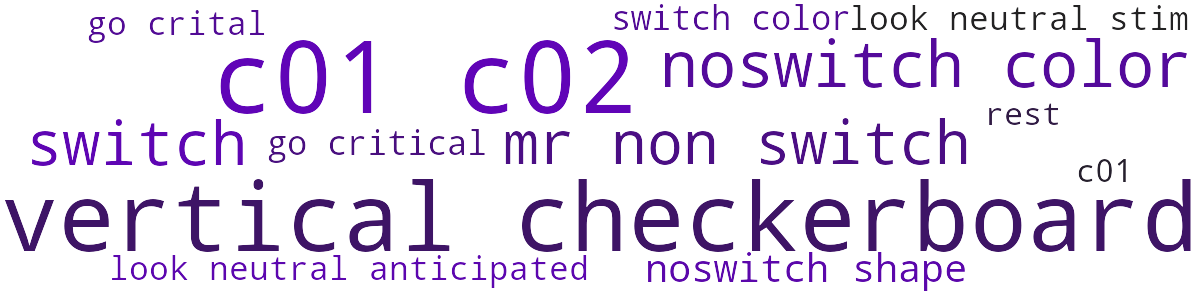 go crital
switch color
look neutral stim
c01 c02
noswitch color
rest
switch
go critical
mr non switch
c01
vertical checkerboard
look neutral anticipated
noswitch shape